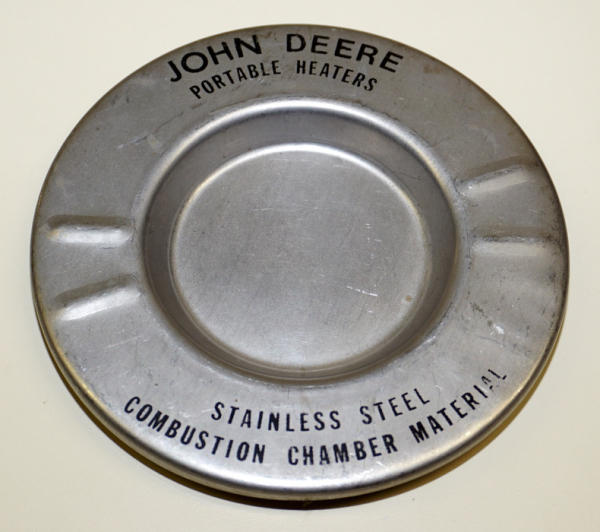 JOHN DEERE
PORTABLE HEATERS
STAINLESS STEEL
COMBUSTION CHAMBER MATERIAL